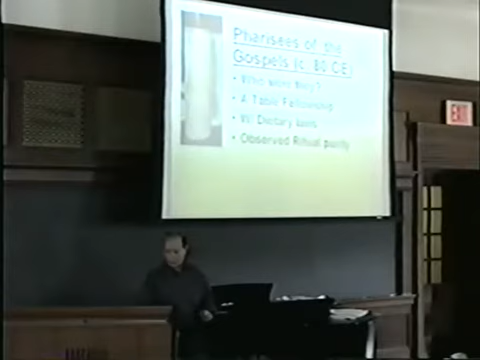 Pharisees of the
Gospels (c. 80 CE)
• Who were they?
• A Table Fellowship
• W/ Dietary laws
• Observed Ritual purity
EXIT